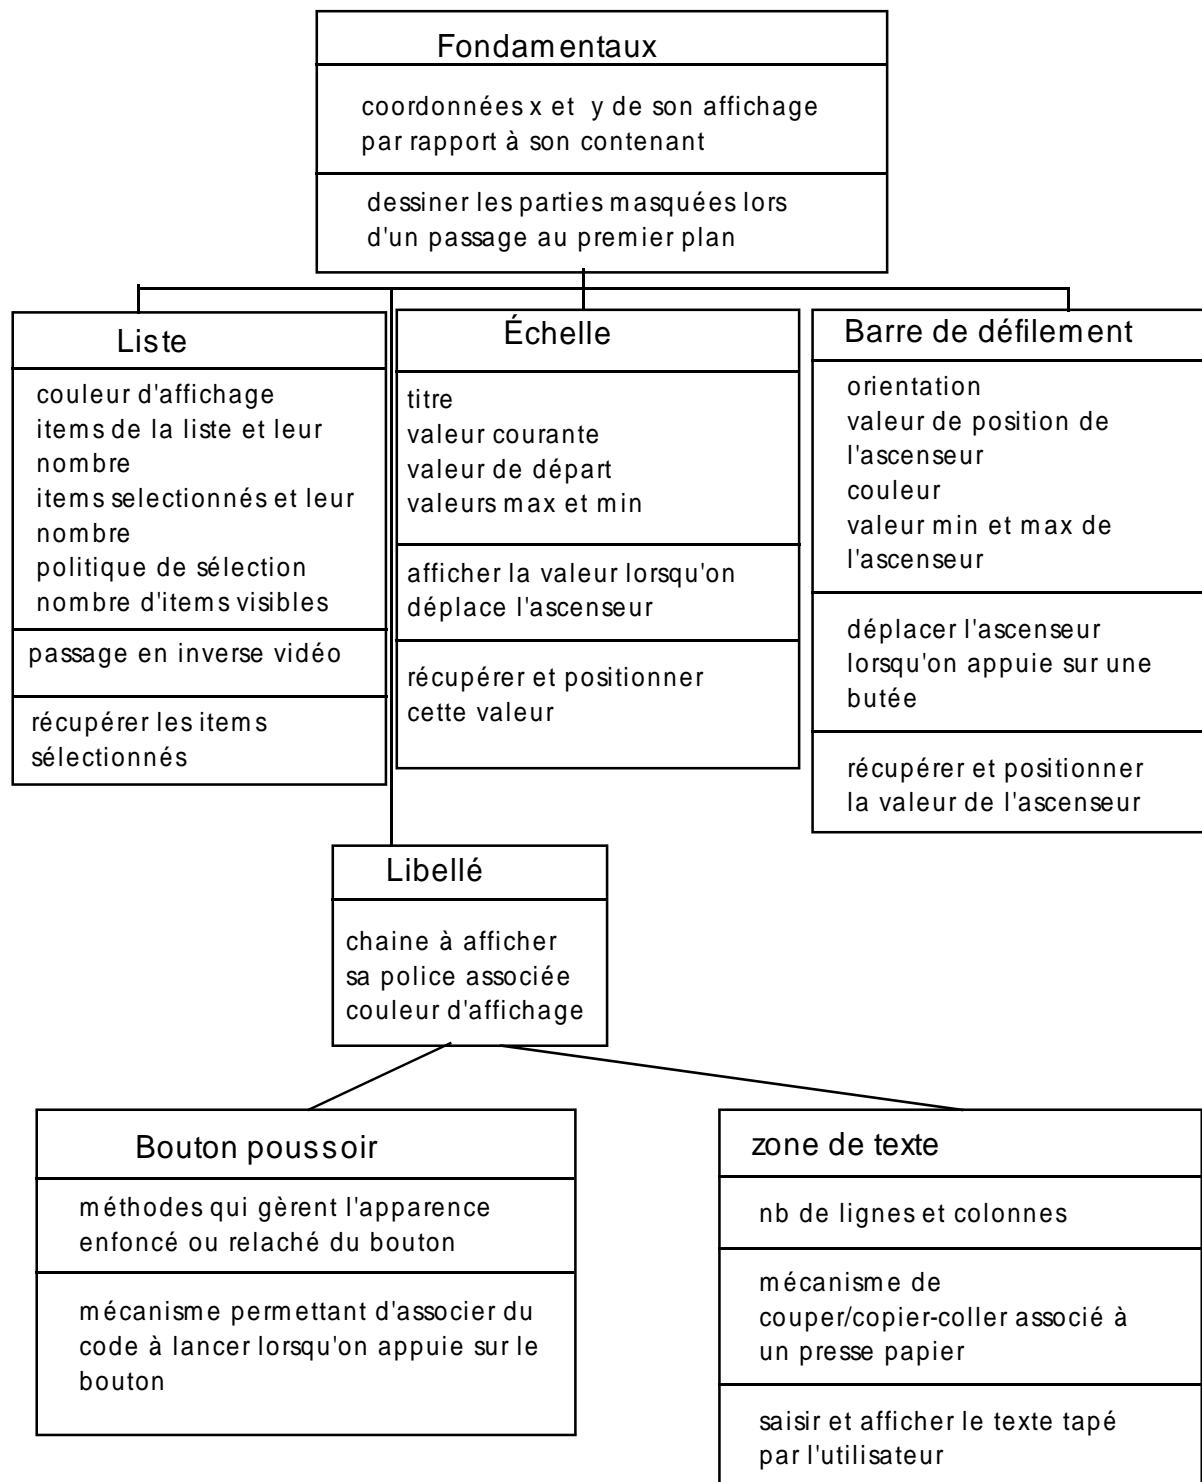 Fondamentaux
coordonnées x et y de son affichage
par rapport à son contenant
dessiner les parties masquées lors
d'un passage au premier plan
Liste
couleur d'affichage
items de la liste et leur
nombre
items selectionnés et leur
nombre
politique de sélection
nombre d'items visibles
passage en inverse vidéo
récupérer les items
sélectionnés
Échelle
titre
valeur courante
valeur de départ
valeurs max et min
afficher la valeur lorsqu'on
déplace l'ascenseur
récupérer et positionner
cette valeur
Barre de défilement
orientation
valeur de position de
l'ascenseur
couleur
valeur min et max de
l'ascenseur
déplacer l'ascenseur
lorsqu'on appuie sur une
butée
récupérer et positionner
la valeur de l'ascenseur
Libellé
chaine à afficher
sa police associée
couleur d'affichage
Bouton poussoir
méthodes qui gèrent l'apparence
enfoncé ou relaché du bouton
mécanisme permettant d'associer du
code à lancer lorsqu'on appuie sur le
bouton
zone de texte
nb de lignes et colonnes
mécanisme de
couper/copier-coller associé à
un presse papier
saisir et afficher le texte tapé
par l'utilisateur